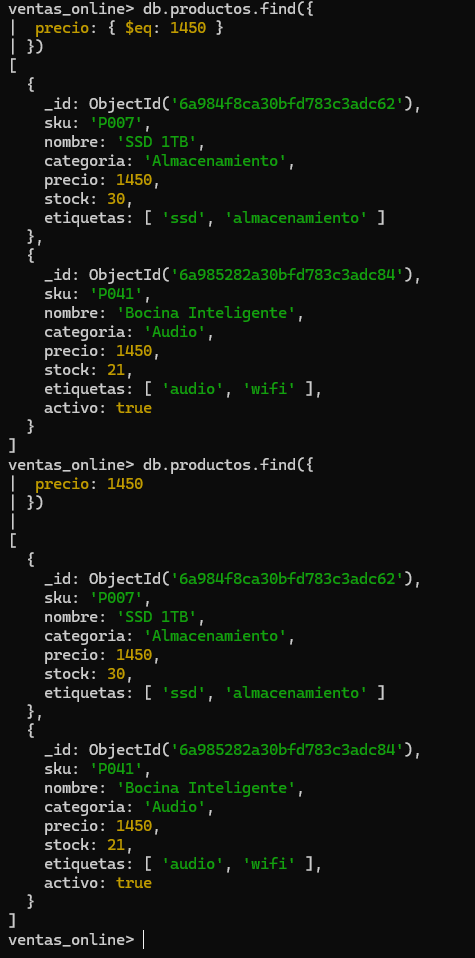 ventas_online> db.productos.find({
|  precio: { $eq: 1450 }
| })
[
  {
    _id: ObjectId('6a984f8ca30bfd783c3adc62'),
    sku: 'P007',
    nombre: 'SSD 1TB',
    categoria: 'Almacenamiento',
    precio: 1450,
    stock: 30,
    etiquetas: [ 'ssd', 'almacenamiento' ]
  },
  {
    _id: ObjectId('6a985282a30bfd783c3adc84'),
    sku: 'P041',
    nombre: 'Bocina Inteligente',
    categoria: 'Audio',
    precio: 1450,
    stock: 21,
    etiquetas: [ 'audio', 'wifi' ],
    activo: true
  }
]
ventas_online> db.productos.find({
|  precio: 1450
| })
|
[
  {
    _id: ObjectId('6a984f8ca30bfd783c3adc62'),
    sku: 'P007',
    nombre: 'SSD 1TB',
    categoria: 'Almacenamiento',
    precio: 1450,
    stock: 30,
    etiquetas: [ 'ssd', 'almacenamiento' ]
  },
  {
    _id: ObjectId('6a985282a30bfd783c3adc84'),
    sku: 'P041',
    nombre: 'Bocina Inteligente',
    categoria: 'Audio',
    precio: 1450,
    stock: 21,
    etiquetas: [ 'audio', 'wifi' ],
    activo: true
  }
]
ventas_online>